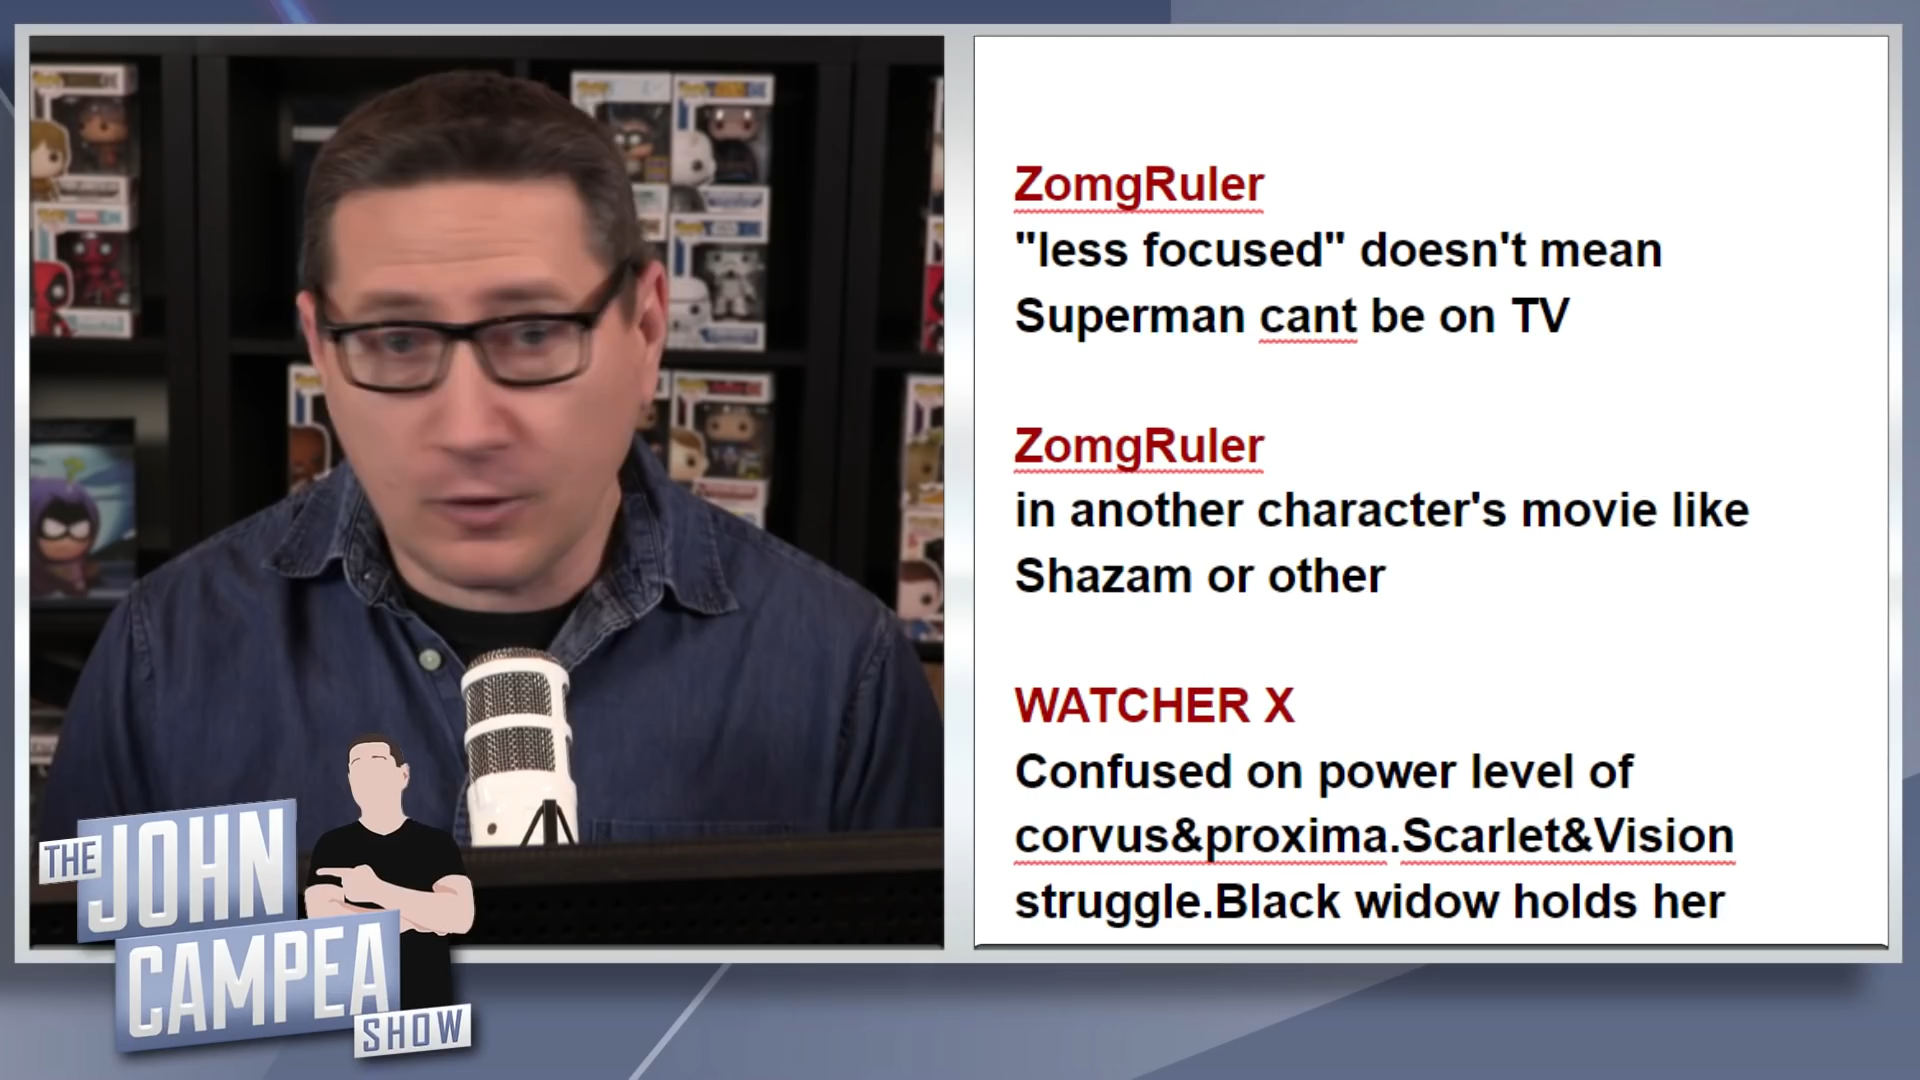 ZomgRuler
"less focused" doesn't mean
Superman cant be on TV
ZomgRuler
in another character's movie like
Shazam or other
WATCHER X
Confused on power level of
corvus&proxima.Scarlet&Vision
struggle.Black widow holds her
THE
JOHN
CAMPEA
SHOW